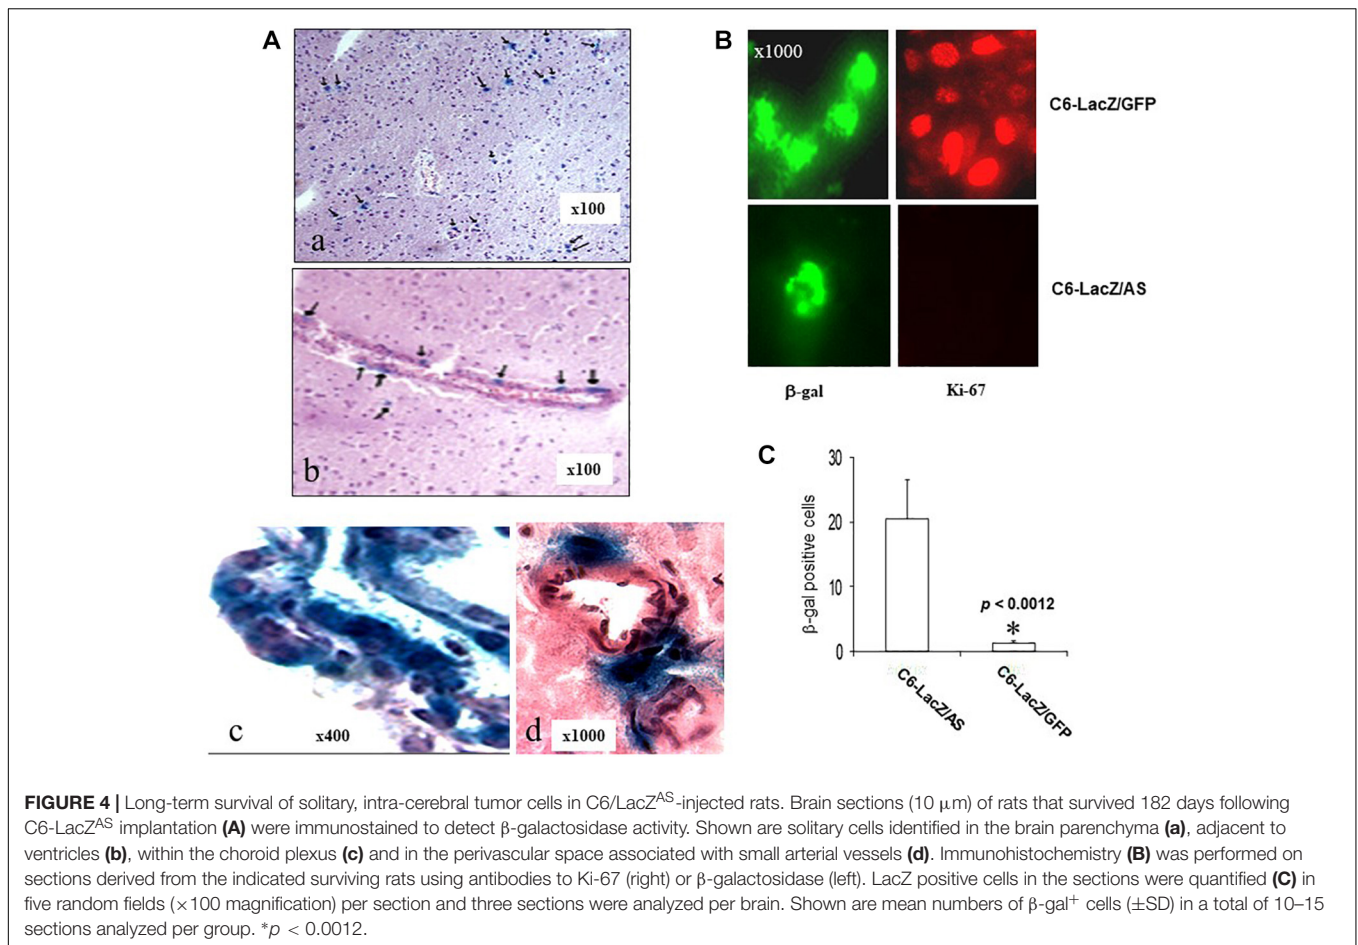 A
a
x100
b
x100
c
x400
d
x1000
B
x1000
C6-LacZ/GFP
C6-LacZ/AS
β-gal
Ki-67
C
β-gal positive cells
30
20
10
0
p < 0.0012
*
C6-LacZ/AS
C6-LacZ/GFP
FIGURE 4 | Long-term survival of solitary, intra-cerebral tumor cells in C6/LacZ^AS-injected rats. Brain sections (10 μm) of rats that survived 182 days following
C6-LacZ^AS implantation (A) were immunostained to detect β-galactosidase activity. Shown are solitary cells identified in the brain parenchyma (a), adjacent to
ventricles (b), within the choroid plexus (c) and in the perivascular space associated with small arterial vessels (d). Immunohistochemistry (B) was performed on
sections derived from the indicated surviving rats using antibodies to Ki-67 (right) or β-galactosidase (left). LacZ positive cells in the sections were quantified (C) in
five random fields (×100 magnification) per section and three sections were analyzed per brain. Shown are mean numbers of β-gal⁺ cells (±SD) in a total of 10–15
sections analyzed per group. *p < 0.0012.